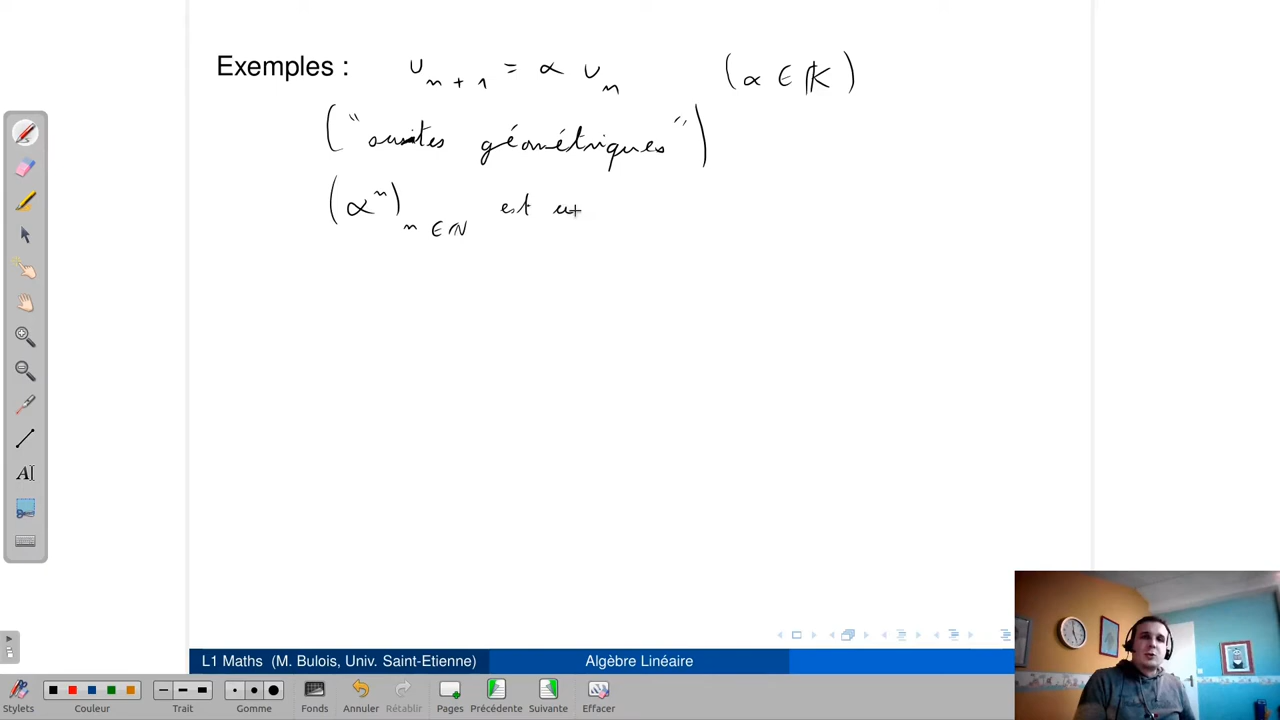 Exemples : u_{n+1} = α u_n (α ∈ K)
("suites géométriques")
(α^n)_{n ∈ N} est
L1 Maths (M. Bulois, Univ. Saint-Etienne) Algèbre Linéaire
Stylets Couleur Trait Gomme Fonds Annuler Rétablir Pages Précédente Suivante Effacer